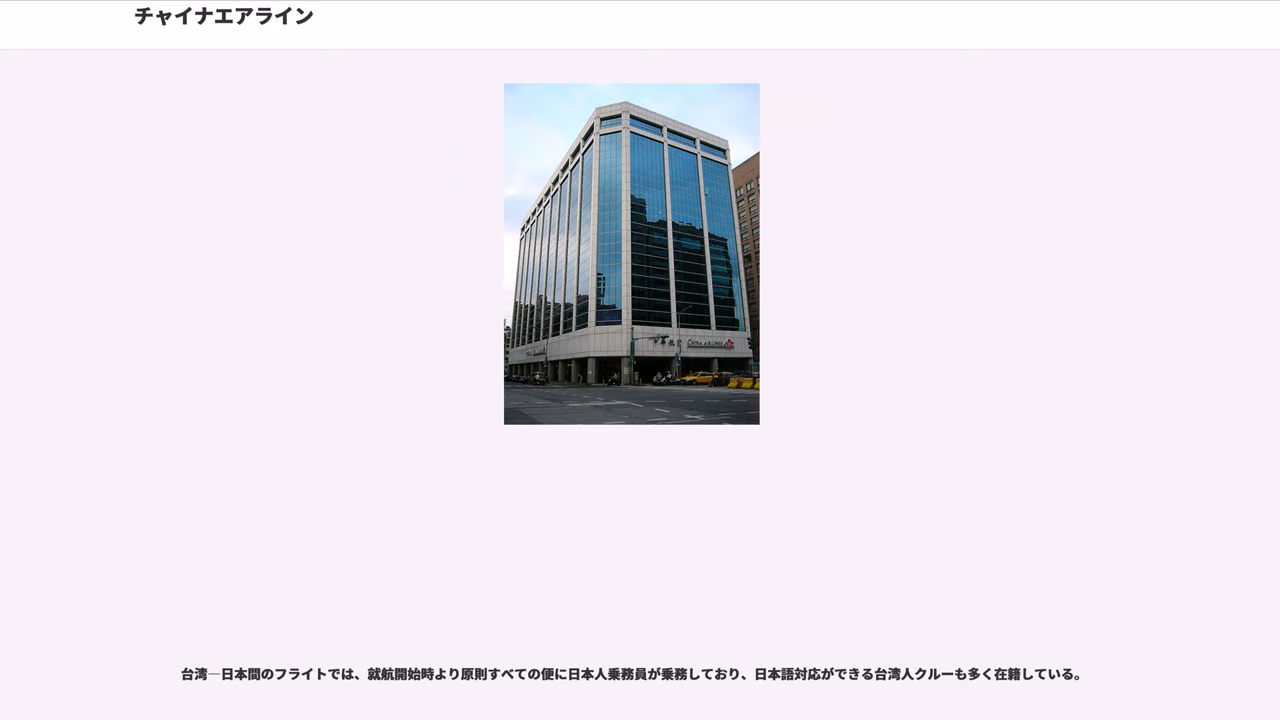 チャイナエアライン
CHINA AIRLINES
台湾―日本間のフライトでは、就航開始時より原則すべての便に日本人乗務員が乗務しており、日本語対応ができる台湾人クルーも多く在籍している。